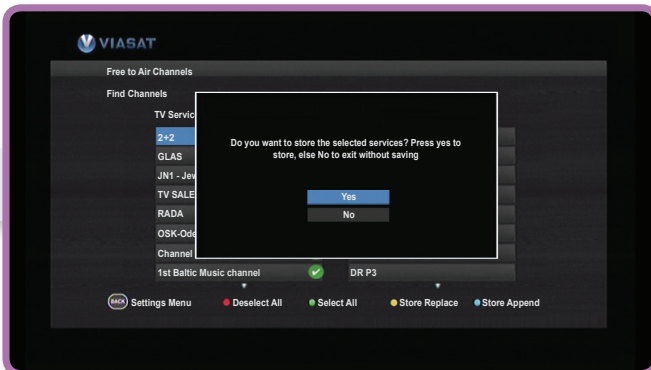 VIASAT
Free to Air Channels
Find Channels
TV Servic
Do you want to store the selected services? Press yes to
store, else No to exit without saving
Yes
No
2+2
GLAS
JN1 - Jew
TV SALE
RADA
OSK-Ode
Channel
1st Baltic Music channel
DR P3
BACK Settings Menu
Deselect All
Select All
Store Replace
Store Append